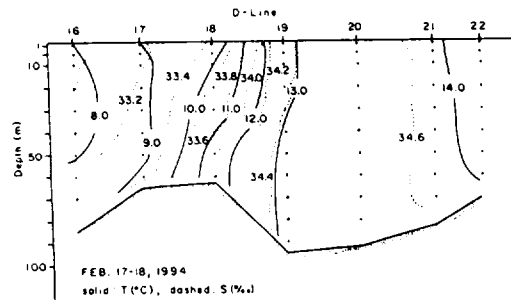 D-Line
16 17 18 19 20 21 22
1
10
50
100
Depth (m)
33.4 33.8 34.0 34.2
8.0 33.2 10.0 11.0 13.0 14.0
9.0 33.6 12.0 34.6
34.4
FEB. 17-18, 1994
solid: T(°C), dashed: S(‰)